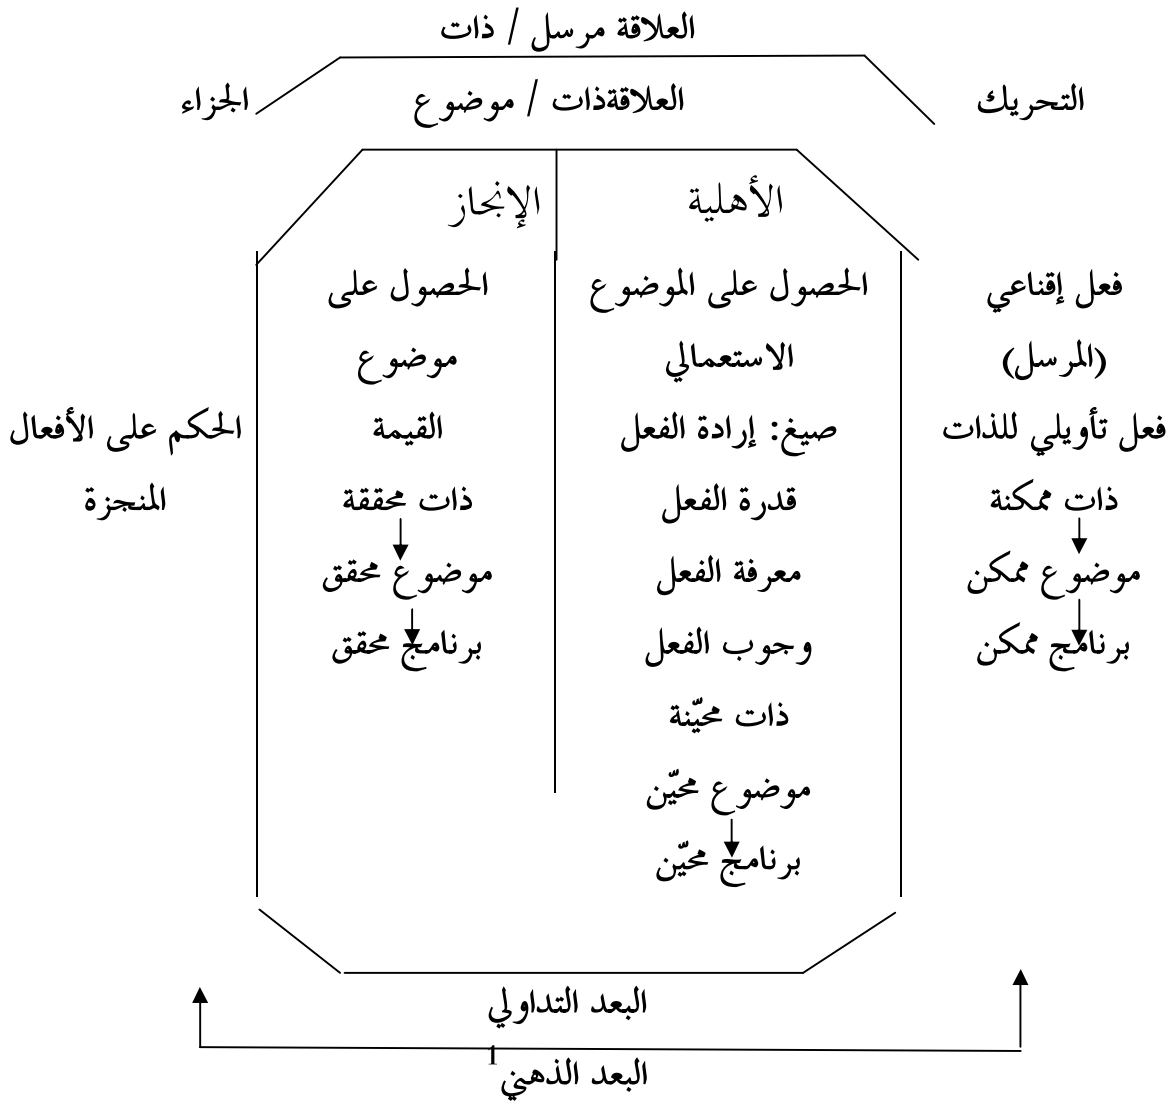 العلاقة مرسل / ذات
التحريك
العلاقةذات / موضوع
الجزاء
الأهلية
الإنجاز
فعل إقناعي
(المرسل)
فعل تأويلي للذات
ذات ممكنة
موضوع ممكن
برنامج ممكن
الحصول على الموضوع
الاستعمالي
صيغ: إرادة الفعل
قدرة الفعل
معرفة الفعل
وجوب الفعل
ذات محيّنة
موضوع محيّن
برنامج محيّن
الحصول على
موضوع
القيمة
ذات محققة
موضوع محقق
برنامج محقق
الحكم على الأفعال
المنجزة
البعد التداولي
البعد الذهني1